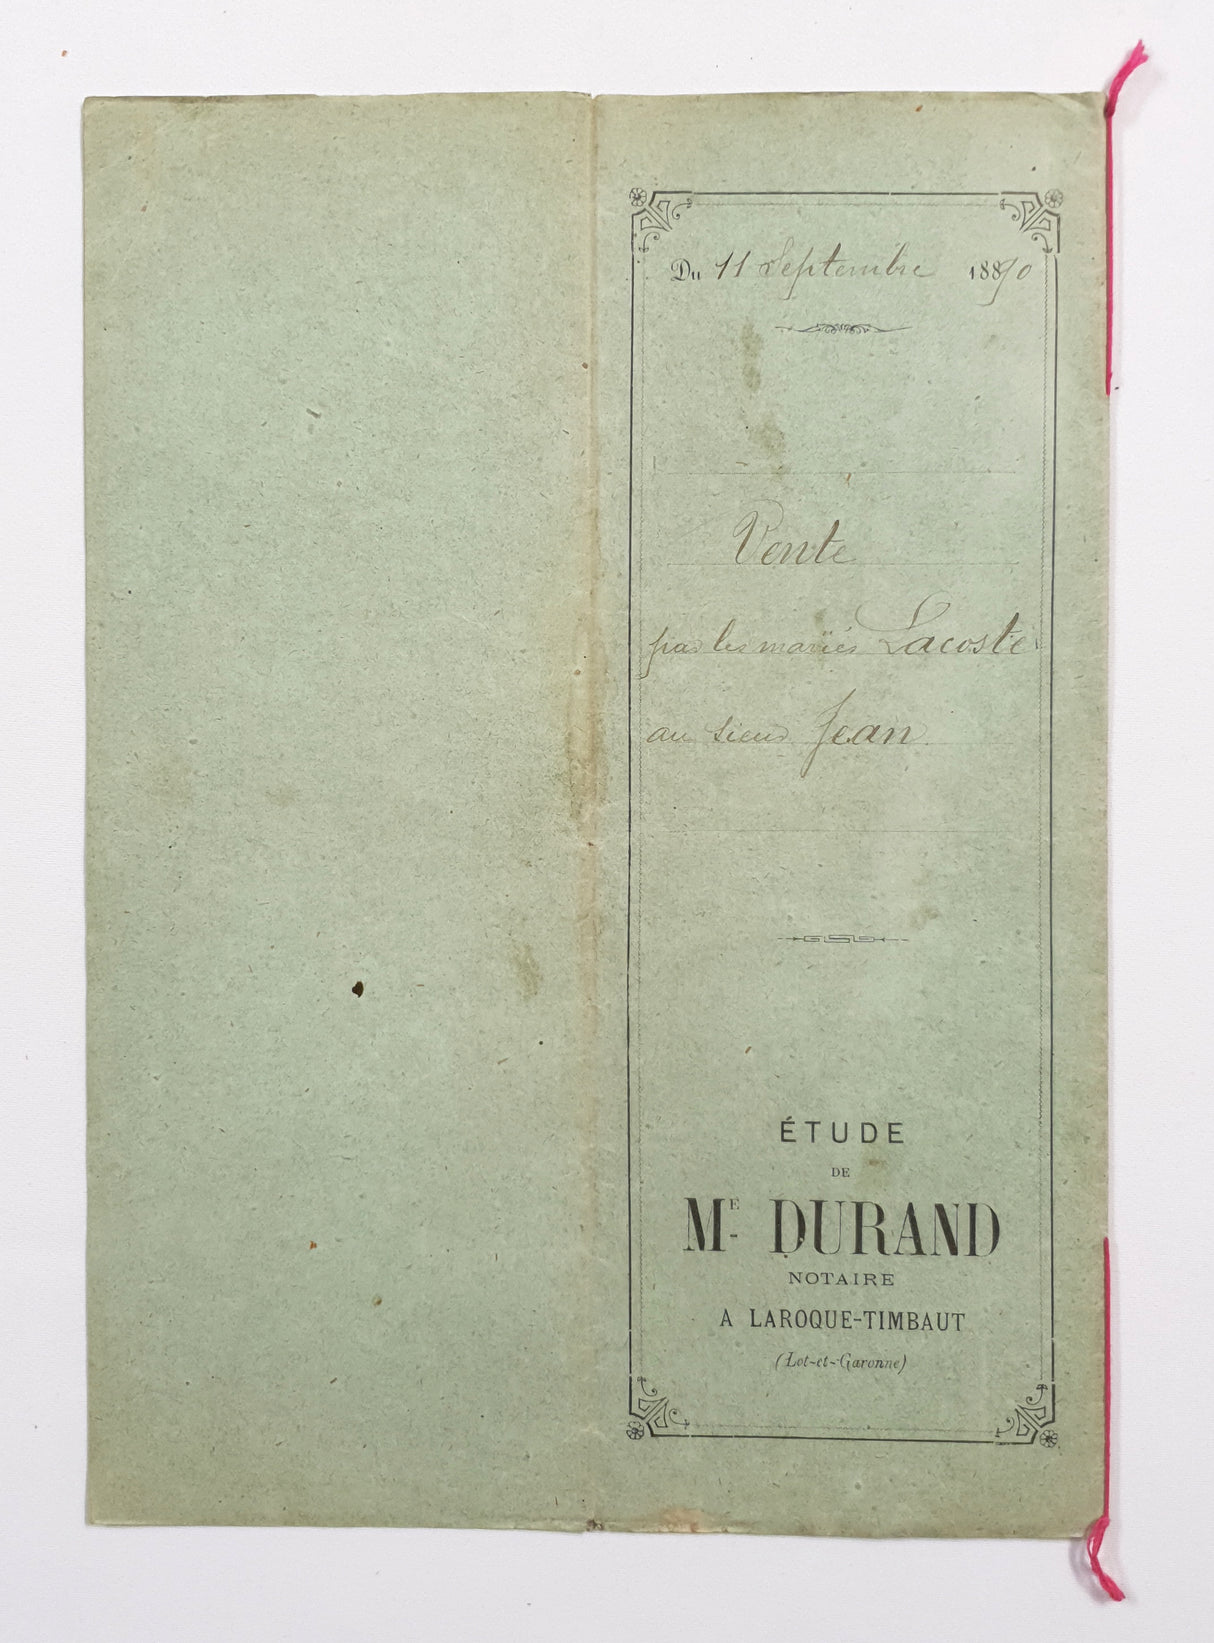 Du 11 Septembre 1890
Vente
par les mariés Lacoste
au sieur Jean
ÉTUDE
DE
ME DURAND
NOTAIRE
A LAROQUE-TIMBAUT
(Lot-et-Garonne)